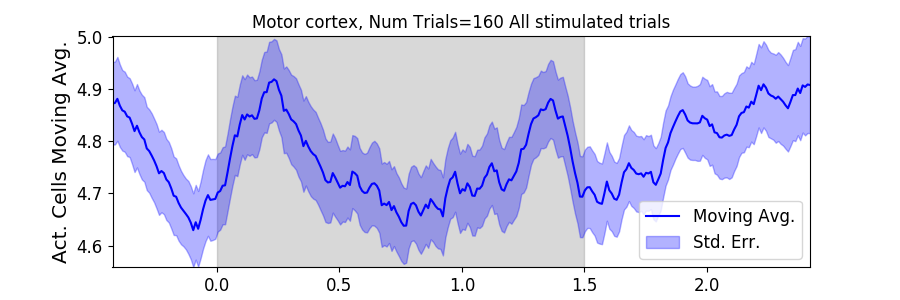 Motor cortex, Num Trials=160 All stimulated trials
Act. Cells Moving Avg.
5.0
4.9
4.8
4.7
4.6
0.0 0.5 1.0 1.5 2.0
Moving Avg.
Std. Err.